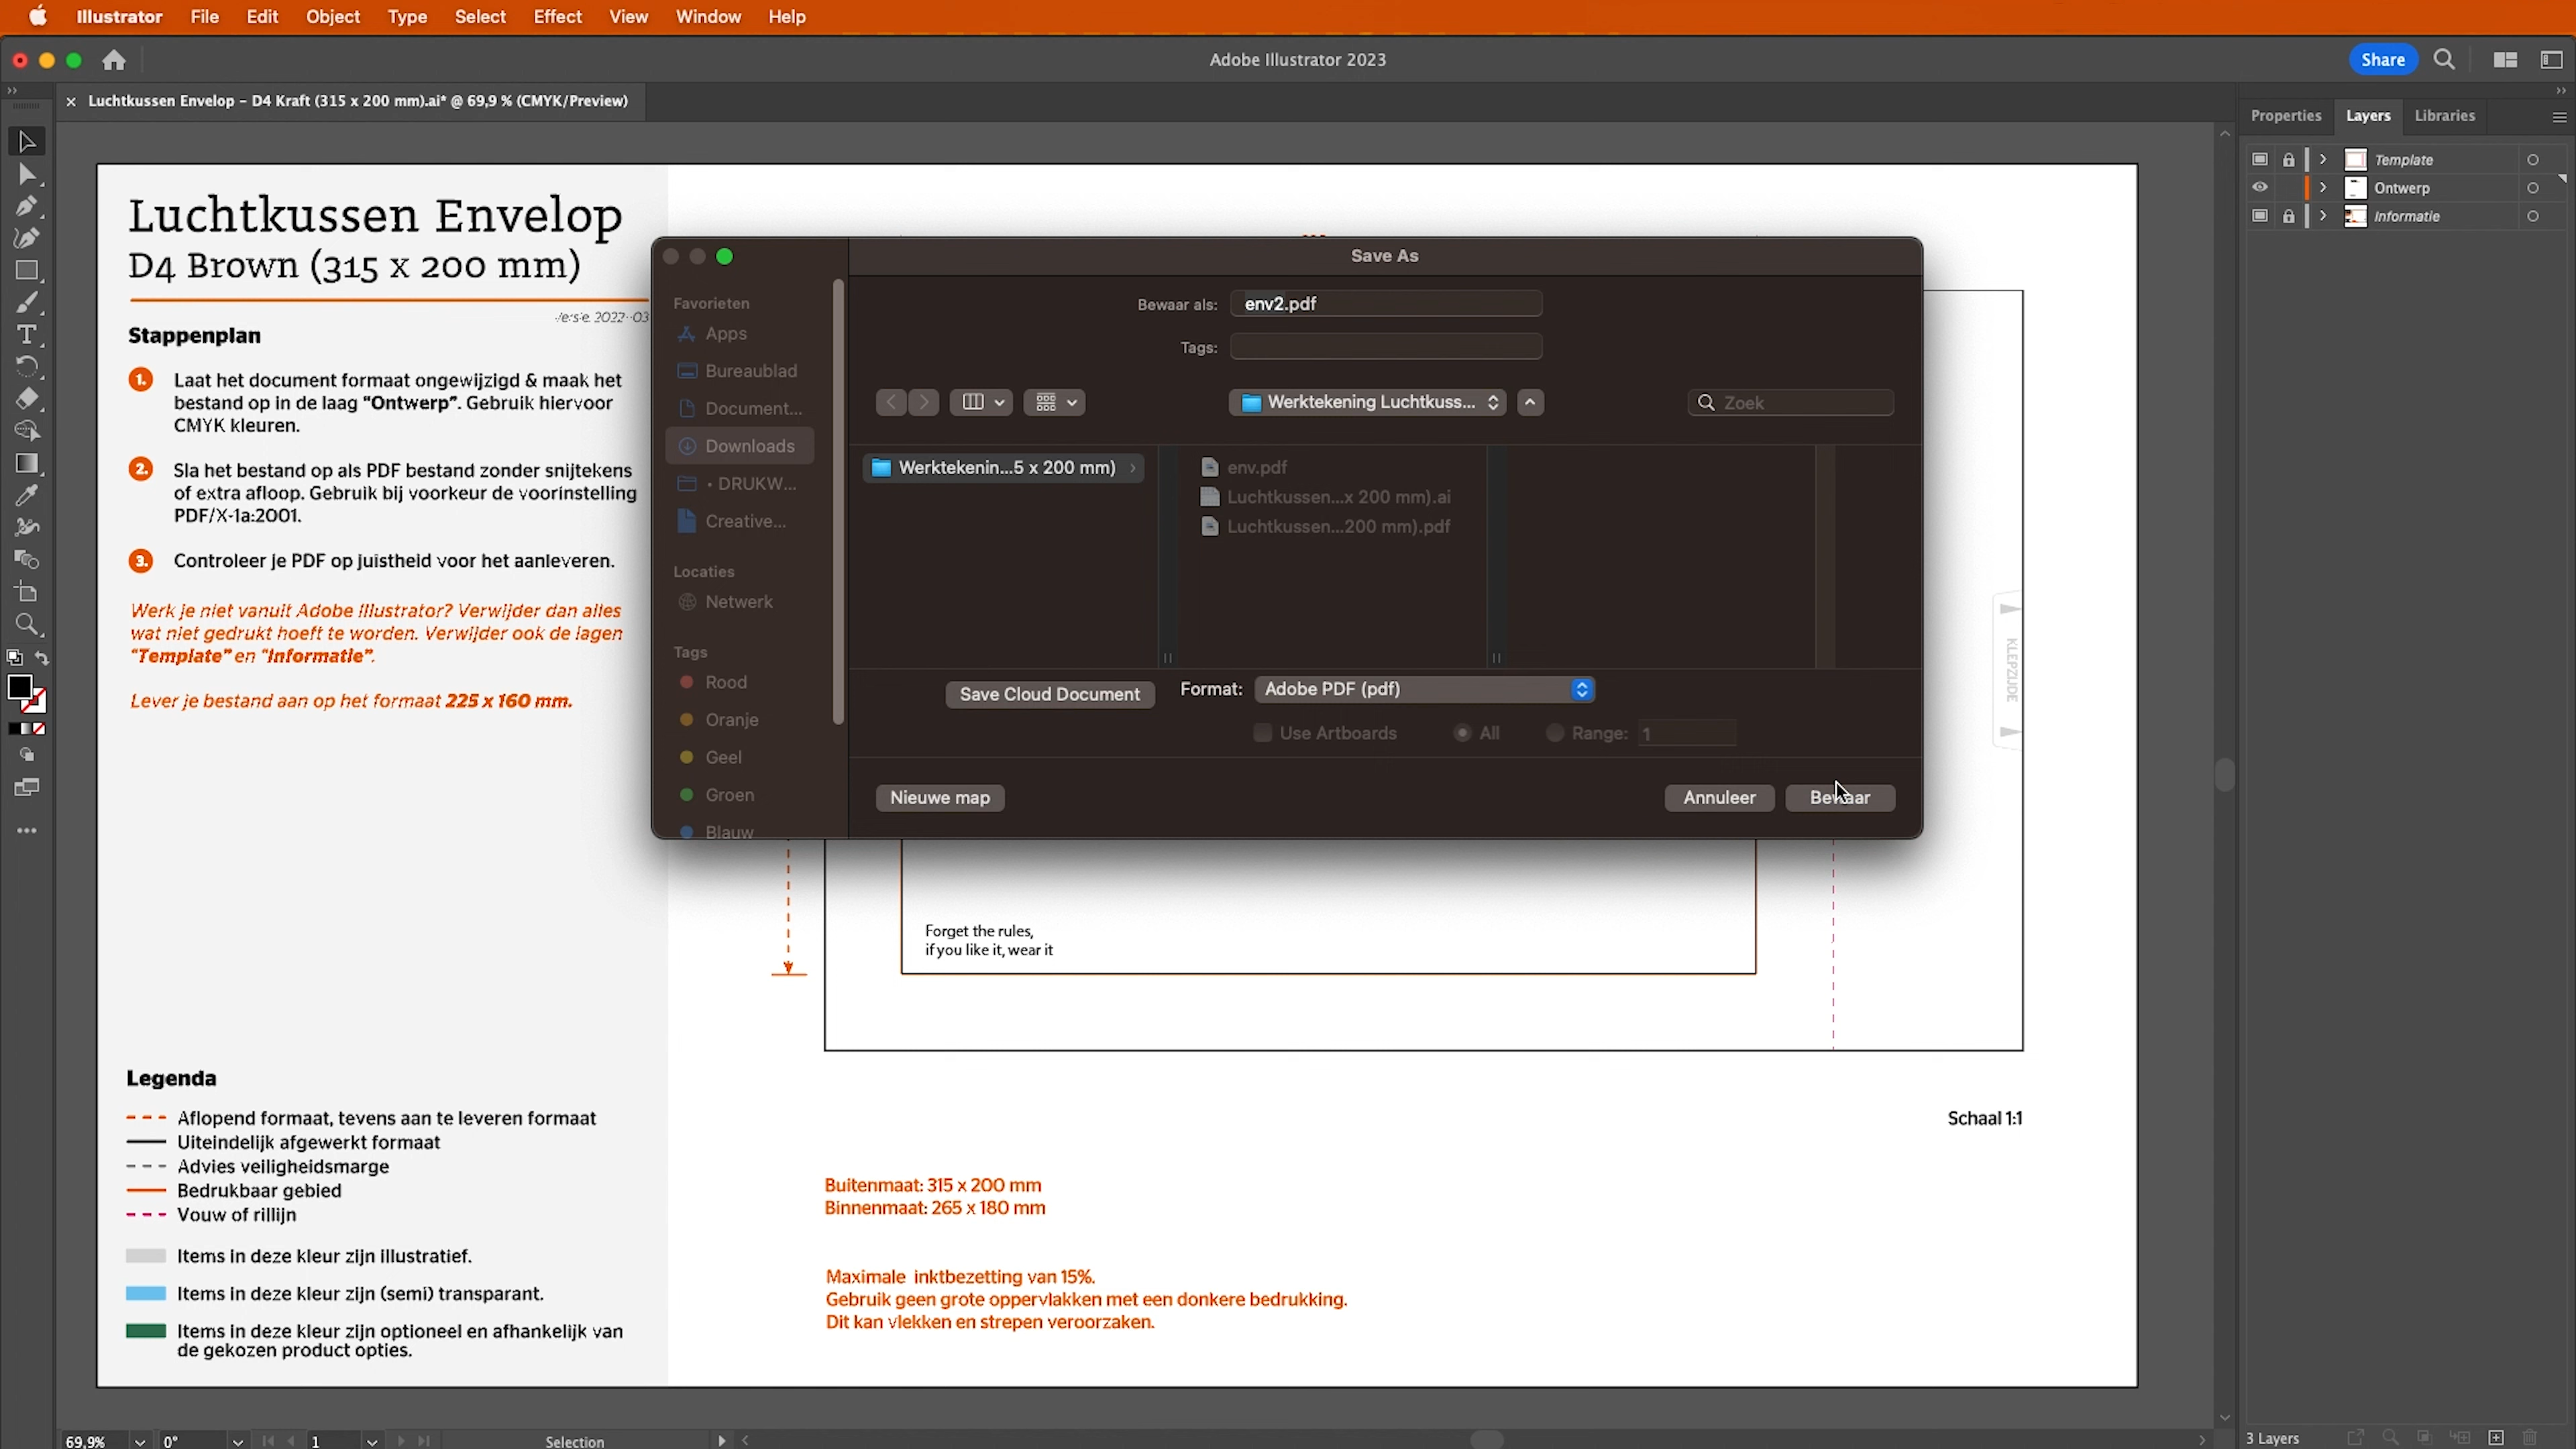 Illustrator File Edit Object Type Select Effect View Window Help
Adobe Illustrator 2023
Share
× Luchtkussen Envelop – D4 Kraft (315 x 200 mm).ai* @ 69,9 % (CMYK/Preview)
Properties Layers Libraries
Template
Ontwerp
Informatie
Luchtkussen Envelop
D4 Brown (315 x 200 mm)
Stappenplan
1. Laat het document formaat ongewijzigd & maak het
bestand op in de laag “Ontwerp”. Gebruik hiervoor
CMYK kleuren.
2. Sla het bestand op als PDF bestand zonder snijtekens
of extra afloop. Gebruik bij voorkeur de voorinstelling
PDF/X-1a:2001.
3. Controleer je PDF op juistheid voor het aanleveren.
Werk je niet vanuit Adobe Illustrator? Verwijder dan alles
wat niet gedrukt hoeft te worden. Verwijder ook de lagen
“Template” en “Informatie”.
Lever je bestand aan op het formaat 225 x 160 mm.
Save As
Favorieten
Apps
Bureaublad
Document...
Downloads
• DRUKW...
Creative...
Locaties
Netwerk
Tags
Rood
Oranje
Geel
Groen
Blauw
Bewaar als: env2.pdf
Tags:
Werktekening Luchtkuss...
Zoek
Werktekenin...5 x 200 mm)
env.pdf
Luchtkussen...x 200 mm).ai
Luchtkussen...200 mm).pdf
Save Cloud Document
Format: Adobe PDF (pdf)
Use Artboards All Range: 1
Nieuwe map Annuleer Bewaar
KLEPZIJDE
Forget the rules,
if you like it, wear it
Legenda
Aflopend formaat, tevens aan te leveren formaat
Uiteindelijk afgewerkt formaat
Advies veiligheidsmarge
Bedrukbaar gebied
Vouw of rillijn
Items in deze kleur zijn illustratief.
Items in deze kleur zijn (semi) transparant.
Items in deze kleur zijn optioneel en afhankelijk van
de gekozen product opties.
Schaal 1:1
Buitenmaat: 315 x 200 mm
Binnenmaat: 265 x 180 mm
Maximale inktbezetting van 15%.
Gebruik geen grote oppervlakken met een donkere bedrukking.
Dit kan vlekken en strepen veroorzaken.
69,9% 0° 1 Selection
3 Layers